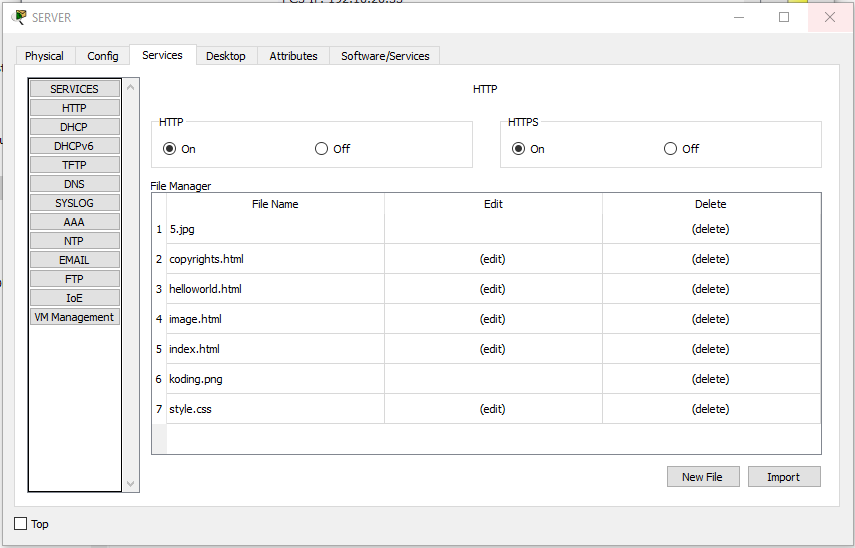 SERVER
Physical Config Services Desktop Attributes Software/Services
SERVICES
HTTP
DHCP
DHCPv6
TFTP
DNS
SYSLOG
AAA
NTP
EMAIL
FTP
IoE
VM Management
HTTP
HTTP
On Off
HTTPS
On Off
File Manager
File Name Edit Delete
1 5.jpg (delete)
2 copyrights.html (edit) (delete)
3 helloworld.html (edit) (delete)
4 image.html (edit) (delete)
5 index.html (edit) (delete)
6 koding.png (delete)
7 style.css (edit) (delete)
New File Import
Top